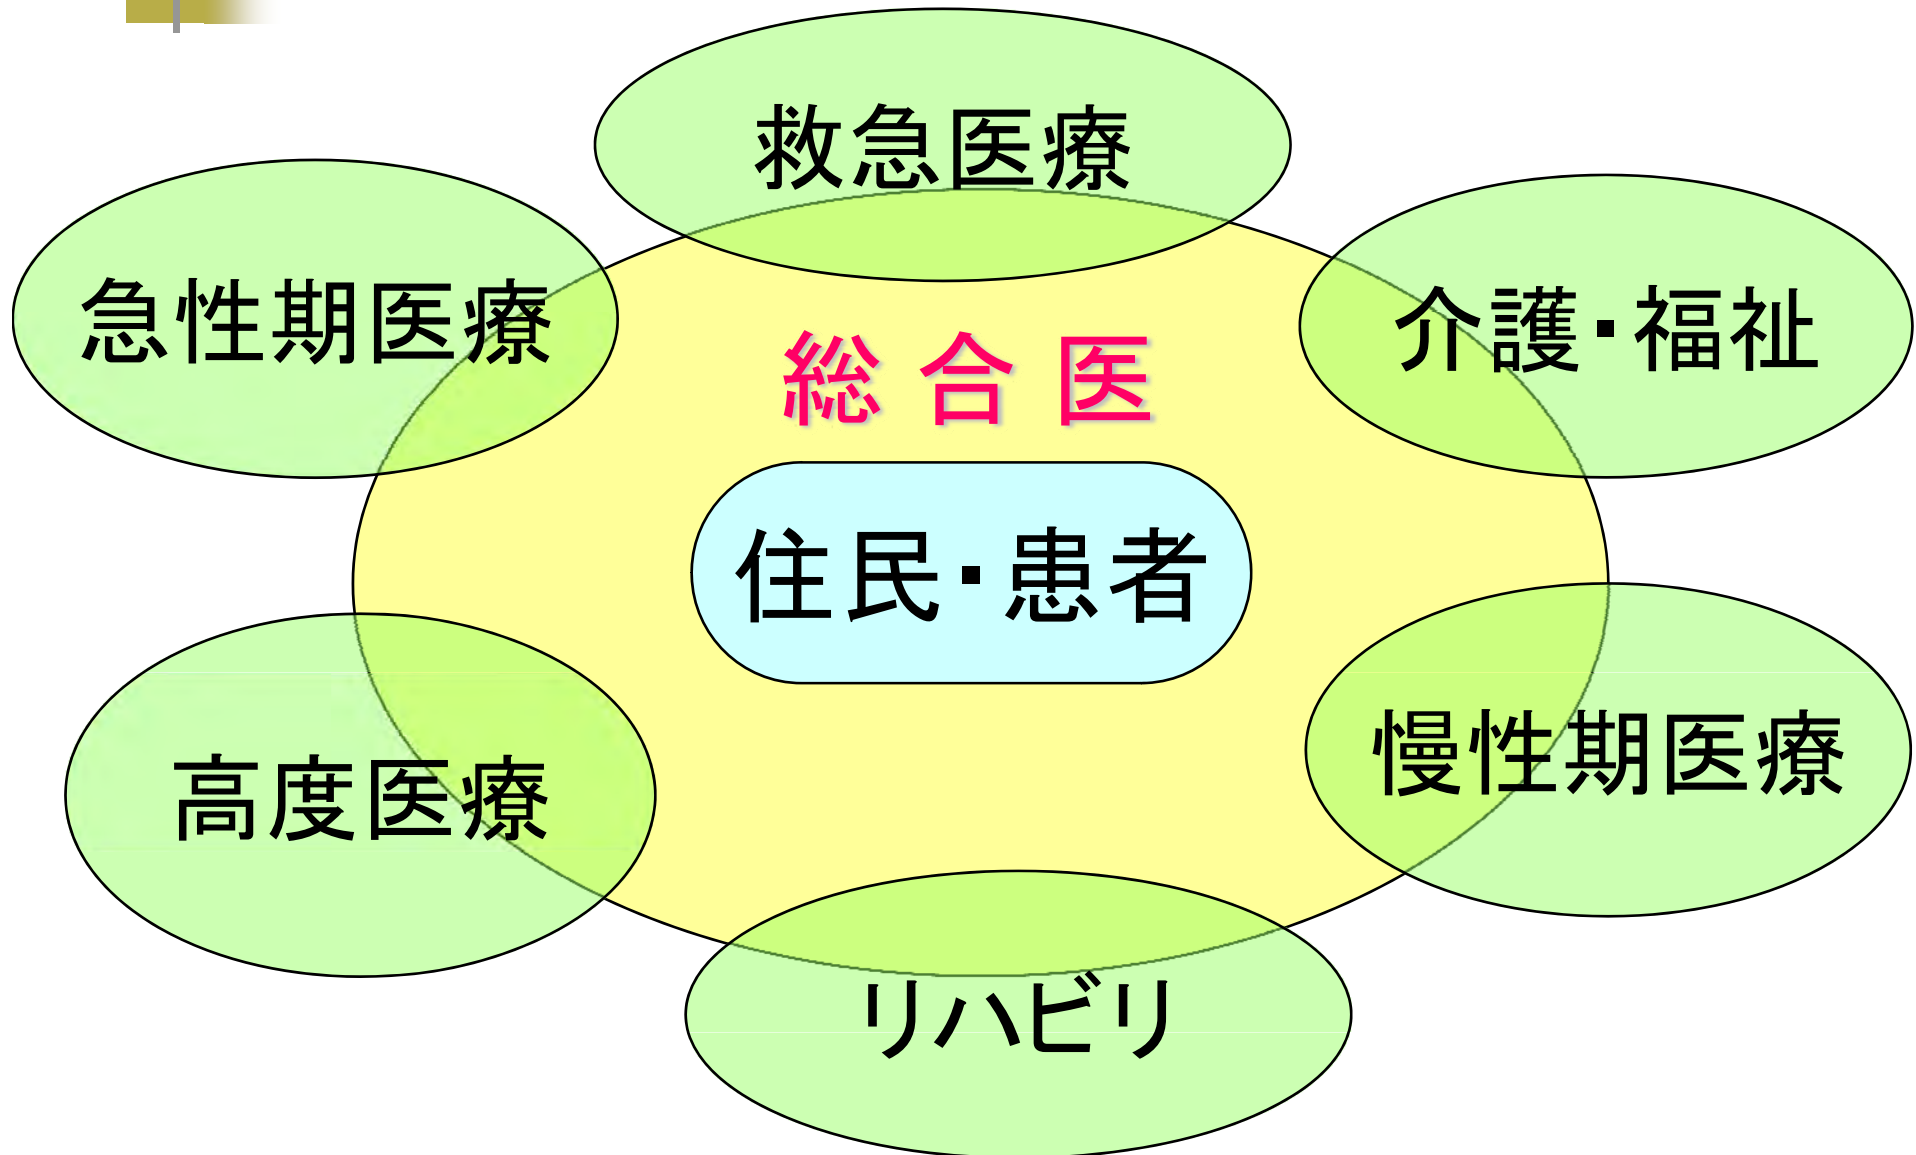 救急医療
急性期医療
介護・福祉
総合医
住民・患者
高度医療
慢性期医療
リハビリ